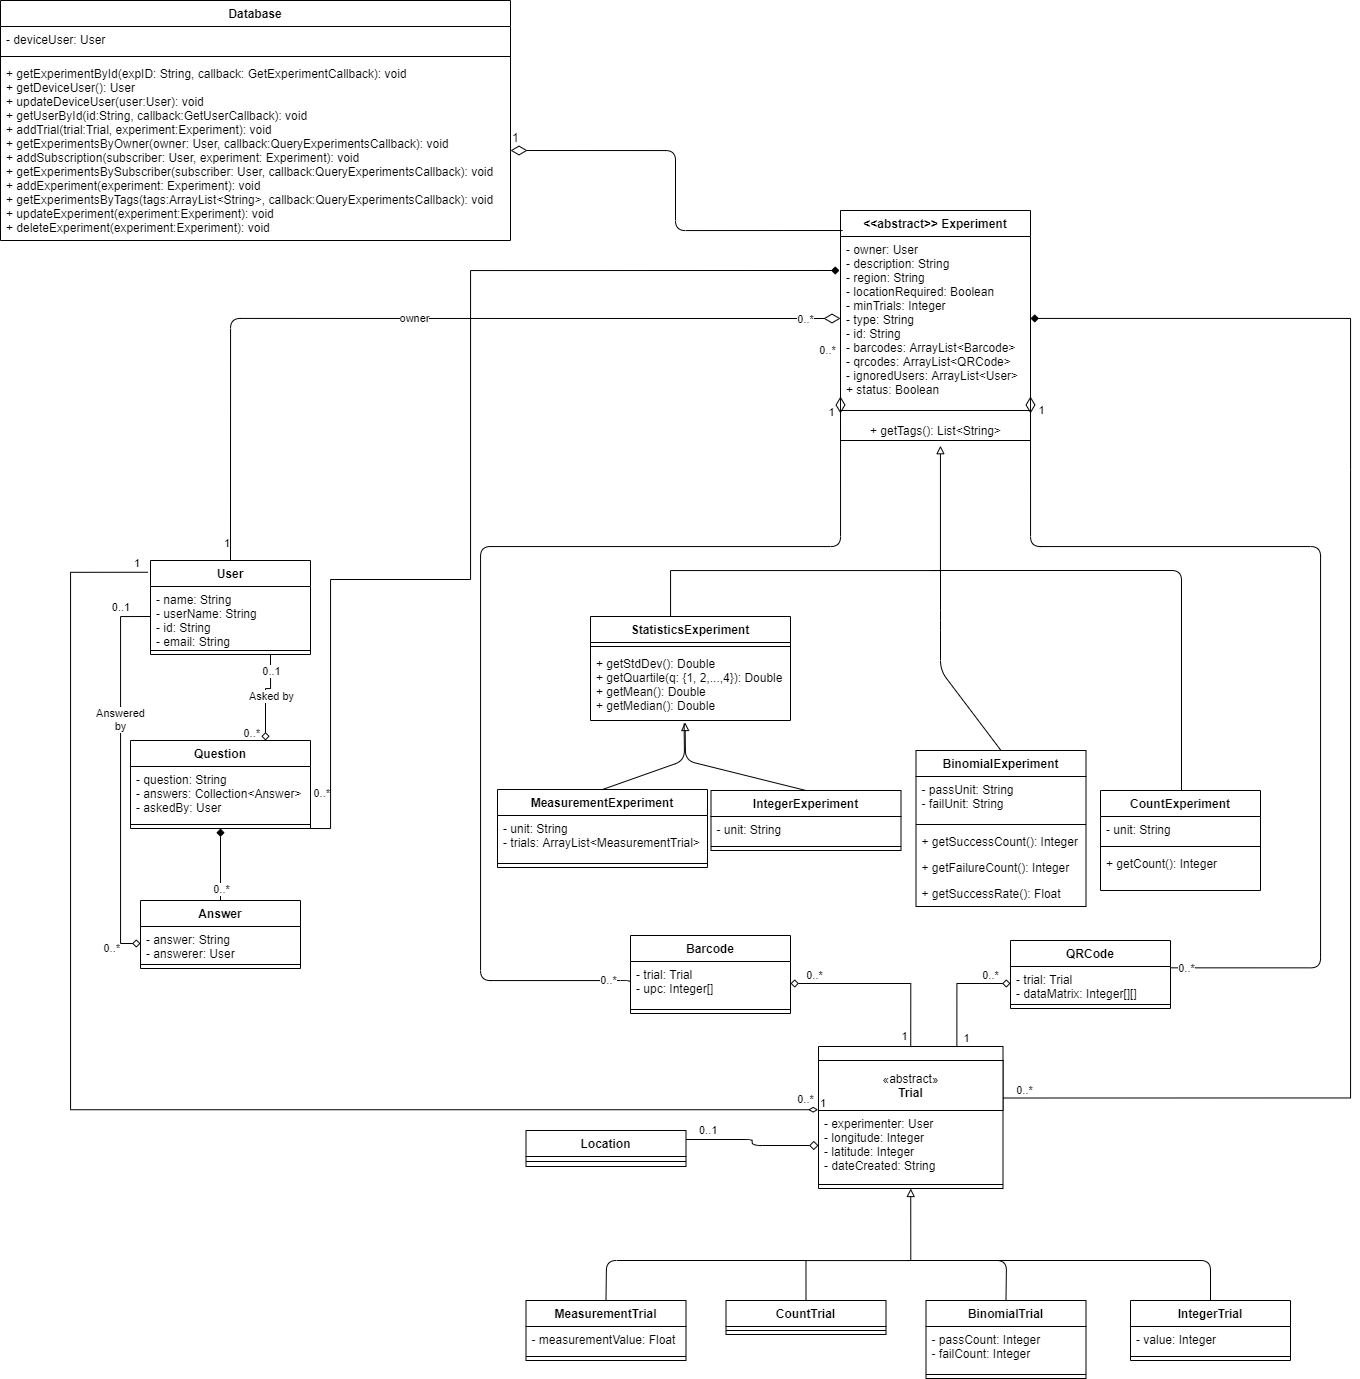 Database
- deviceUser: User
+ getExperimentById(expID: String, callback: GetExperimentCallback): void
+ getDeviceUser(): User
+ updateDeviceUser(user:User): void
+ getUserById(id:String, callback:GetUserCallback): void
+ addTrial(trial:Trial, experiment:Experiment): void
+ getExperimentsByOwner(owner: User, callback:QueryExperimentsCallback): void
+ addSubscription(subscriber: User, experiment: Experiment): void
+ getExperimentsBySubscriber(subscriber: User, callback:QueryExperimentsCallback): void
+ addExperiment(experiment: Experiment): void
+ getExperimentsByTags(tags:ArrayList<String>, callback:QueryExperimentsCallback): void
+ updateExperiment(experiment:Experiment): void
+ deleteExperiment(experiment:Experiment): void
1
<<abstract>> Experiment
- owner: User
- description: String
- region: String
- locationRequired: Boolean
- minTrials: Integer
- type: String
- id: String
- barcodes: ArrayList<Barcode>
- qrcodes: ArrayList<QRCode>
- ignoredUsers: ArrayList<User>
+ status: Boolean
+ getTags(): List<String>
owner
0..*
0..*
1
1
1
1
User
- name: String
- userName: String
- id: String
- email: String
0..1
0..1
Asked by
Answered
by
0..*
Question
- question: String
- answers: Collection<Answer>
- askedBy: User
0..*
0..*
Answer
- answer: String
- answerer: User
0..*
StatisticsExperiment
+ getStdDev(): Double
+ getQuartile(q: {1, 2,...,4}): Double
+ getMean(): Double
+ getMedian(): Double
MeasurementExperiment
- unit: String
- trials: ArrayList<MeasurementTrial>
IntegerExperiment
- unit: String
BinomialExperiment
- passUnit: String
- failUnit: String
+ getSuccessCount(): Integer
+ getFailureCount(): Integer
+ getSuccessRate(): Float
CountExperiment
- unit: String
+ getCount(): Integer
0..*
Barcode
- trial: Trial
- upc: Integer[]
0..*
0..*
QRCode
- trial: Trial
- dataMatrix: Integer[][]
0..*
1
1
«abstract»
Trial
- experimenter: User
- longitude: Integer
- latitude: Integer
- dateCreated: String
0..*
0..*
1
Location
0..1
MeasurementTrial
- measurementValue: Float
CountTrial
BinomialTrial
- passCount: Integer
- failCount: Integer
IntegerTrial
- value: Integer